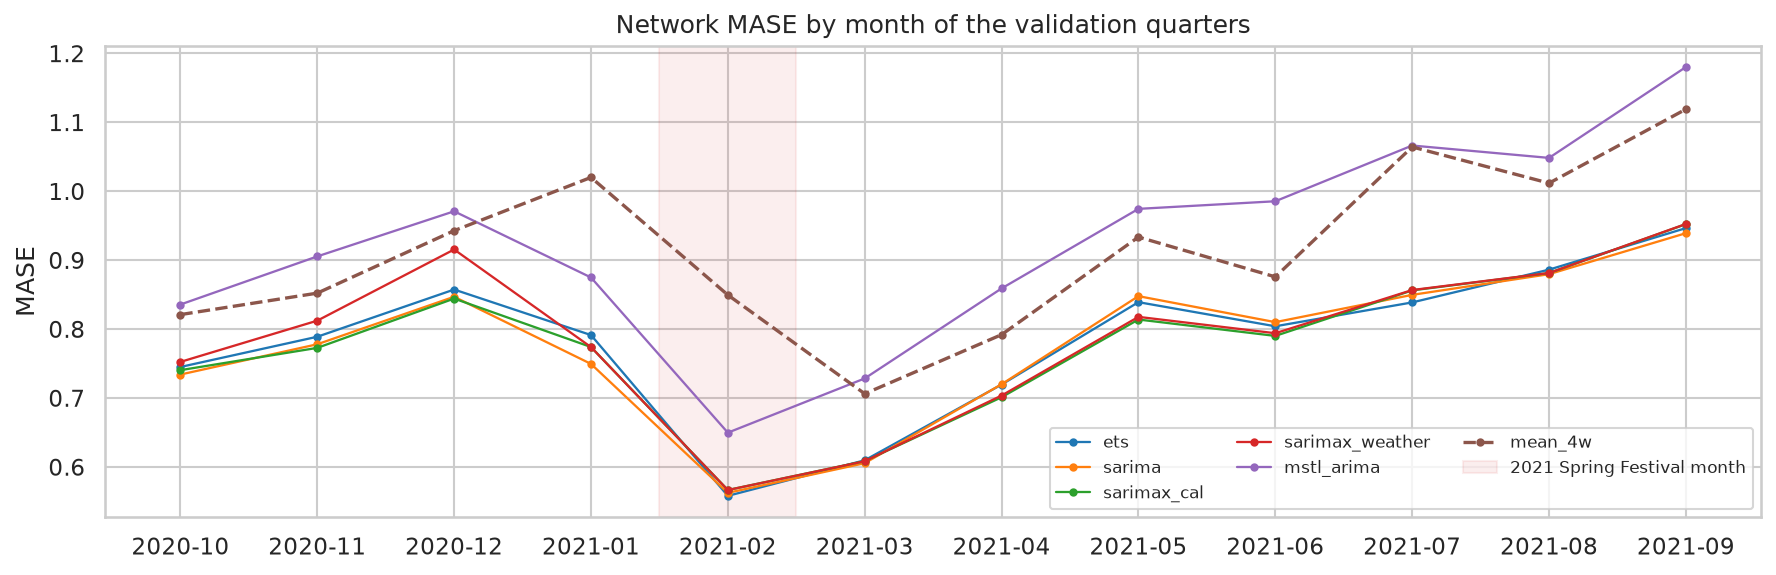 Network MASE by month of the validation quarters
MASE
1.2
1.1
1.0
0.9
0.8
0.7
0.6
ets
sarima
sarimax_cal
sarimax_weather
mstl_arima
mean_4w
2021 Spring Festival month
2020-10 2020-11 2020-12 2021-01 2021-02 2021-03 2021-04 2021-05 2021-06 2021-07 2021-08 2021-09